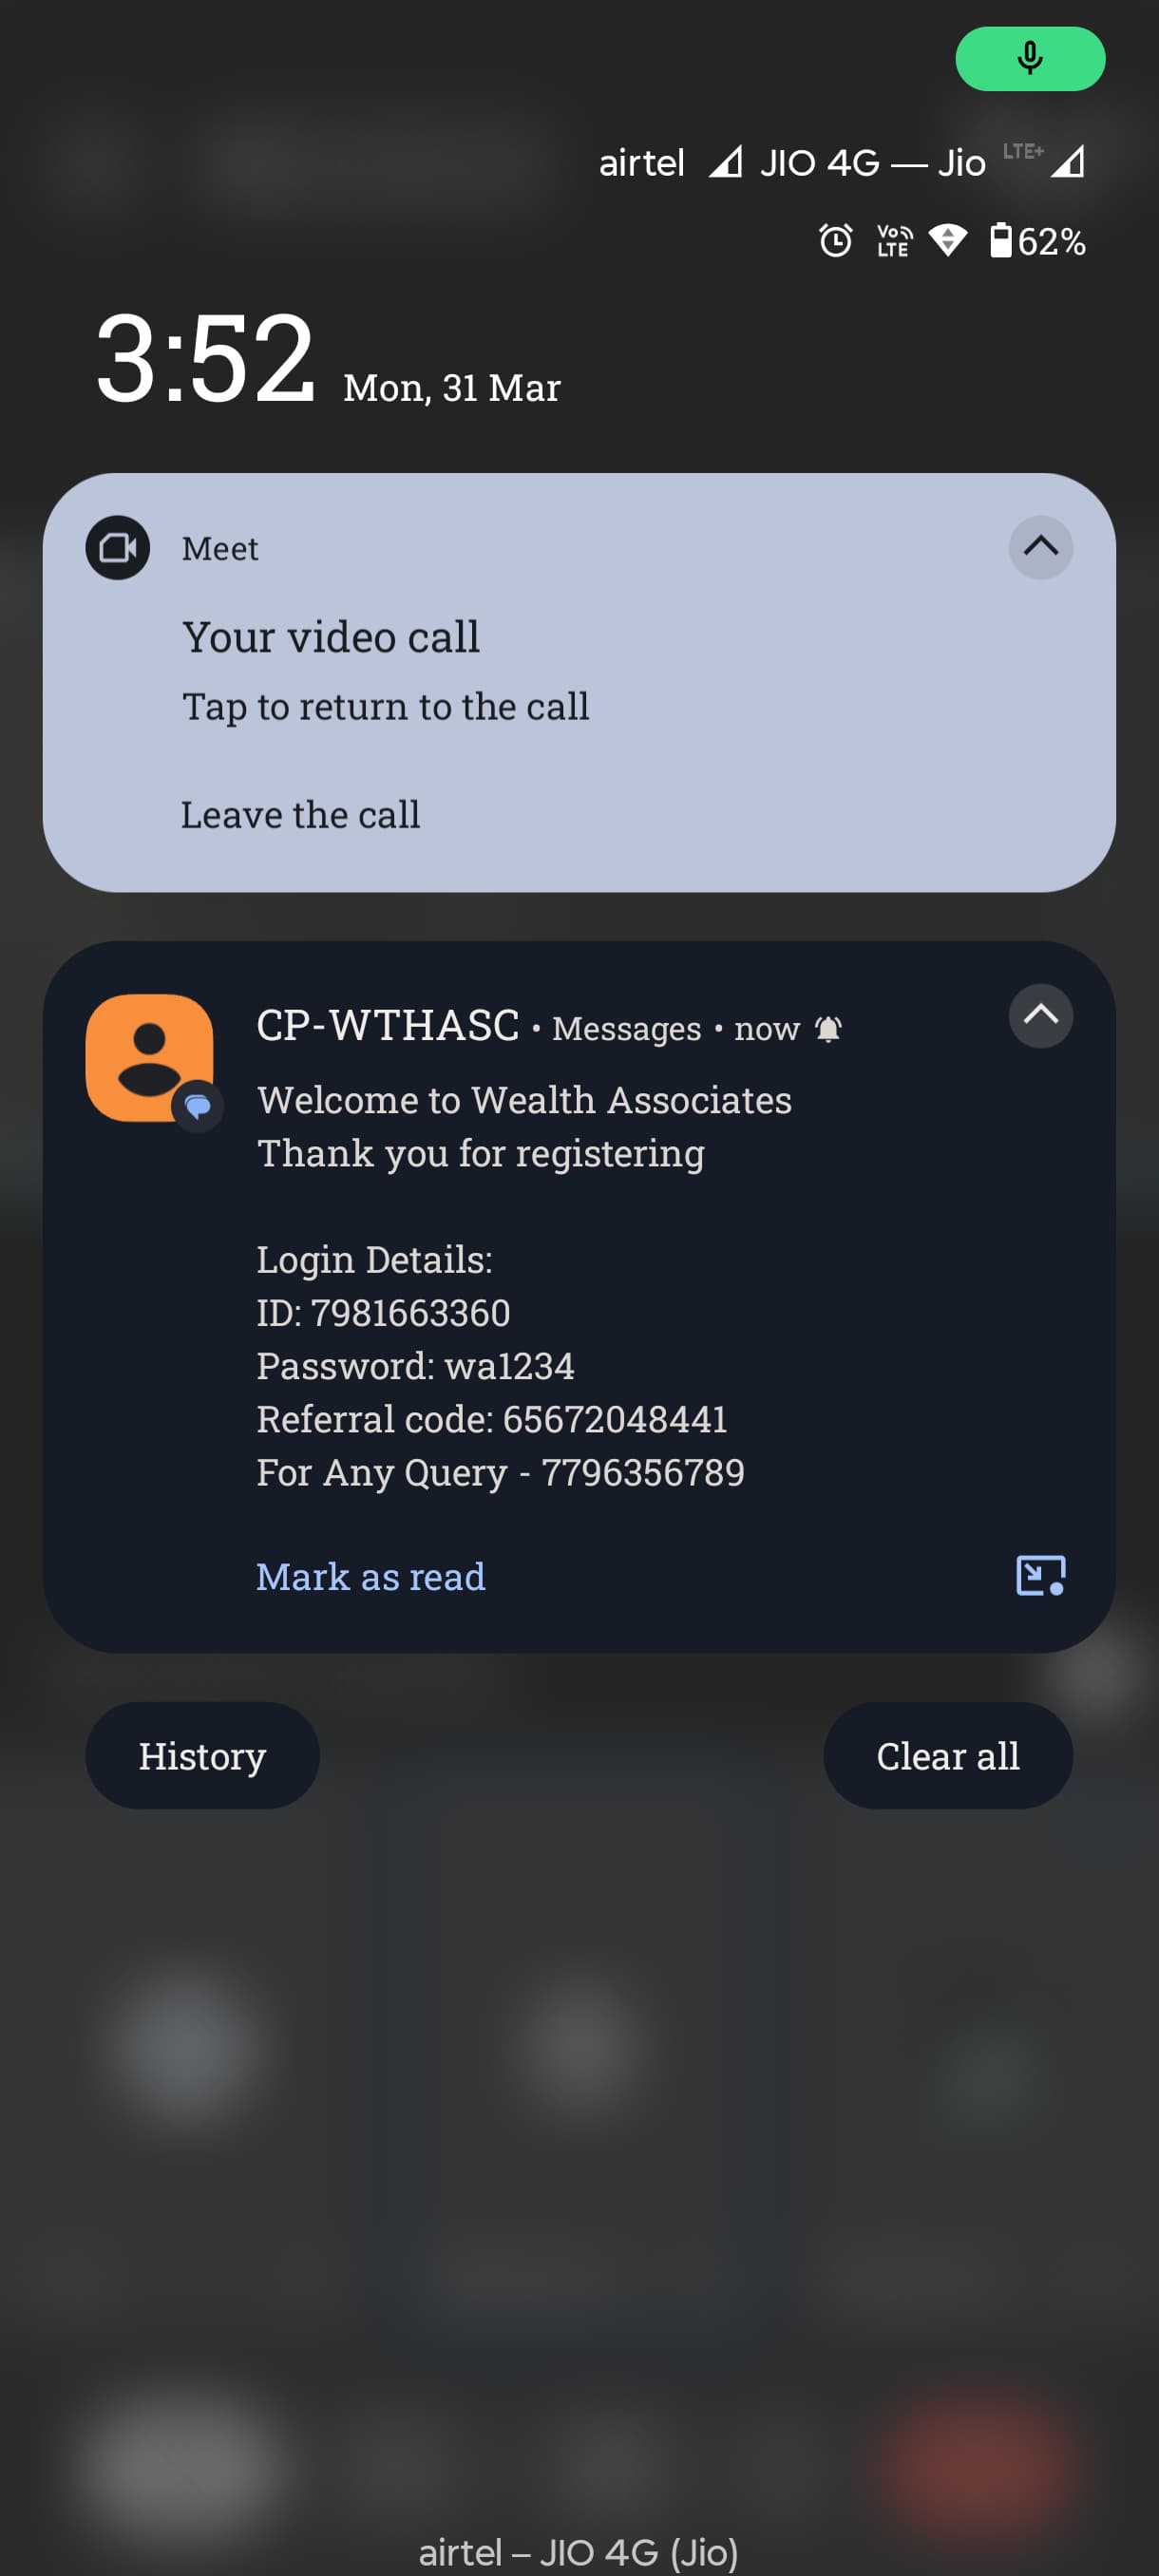 airtel JIO 4G — Jio LTE+
Vo LTE 62%
3:52 Mon, 31 Mar
Meet
Your video call
Tap to return to the call
Leave the call
CP-WTHASC • Messages • now
Welcome to Wealth Associates
Thank you for registering
Login Details:
ID: 7981663360
Password: wa1234
Referral code: 65672048441
For Any Query - 7796356789
Mark as read
History
Clear all
airtel – JIO 4G (Jio)